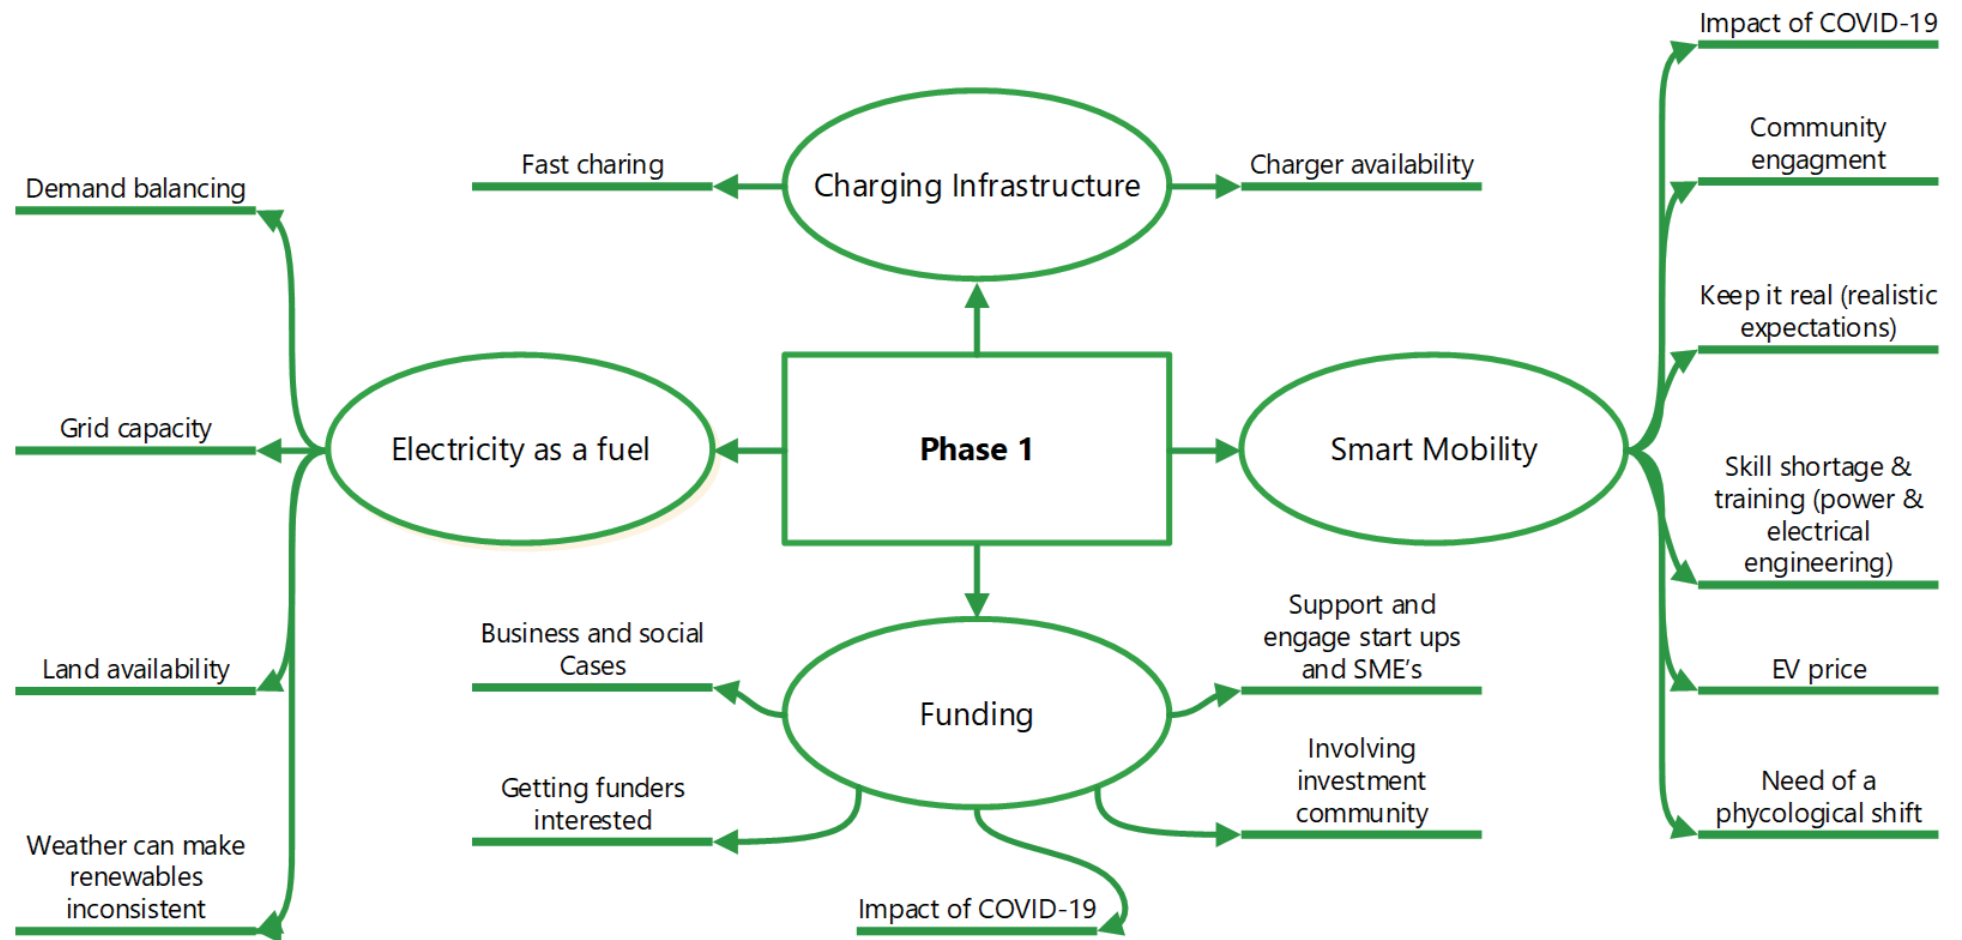 Impact of COVID-19
Community
engagment
Fast charing
Charging Infrastructure
Charger availability
Demand balancing
Keep it real (realistic
expectations)
Grid capacity
Electricity as a fuel
Phase 1
Smart Mobility
Skill shortage &
training (power &
electrical
engineering)
Business and social
Cases
Support and
engage start ups
and SME's
Land availability
EV price
Funding
Getting funders
interested
Involving
investment
community
Need of a
phycological shift
Weather can make
renewables
inconsistent
Impact of COVID-19